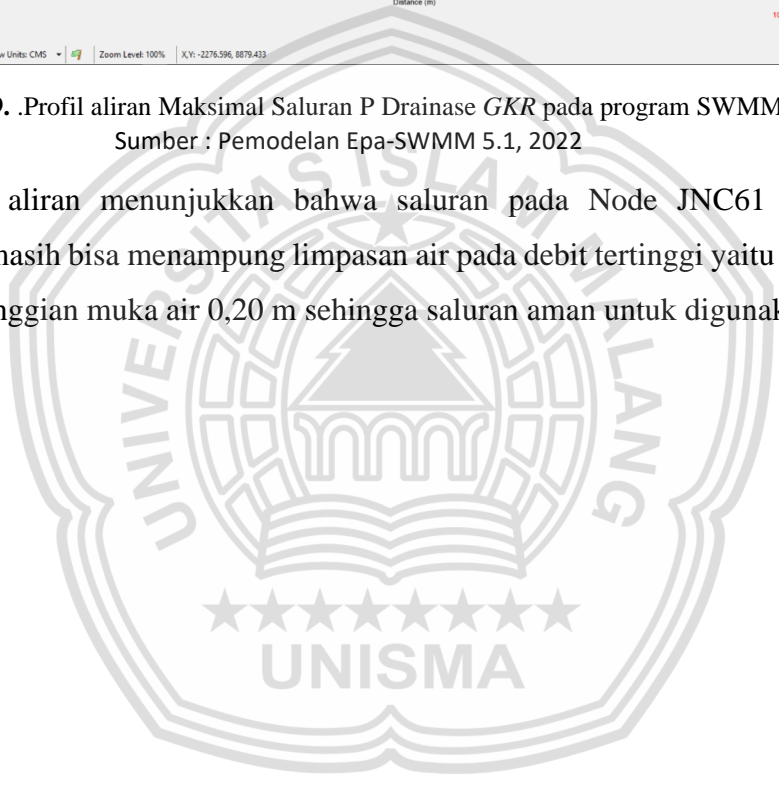 Distance (m)
10
w Units: CMS Zoom Level: 100% X,Y: -2276.596, 8879.433
. .Profil aliran Maksimal Saluran P Drainase GKR pada program SWMM
Sumber : Pemodelan Epa-SWMM 5.1, 2022
aliran menunjukkan bahwa saluran pada Node JNC61
masih bisa menampung limpasan air pada debit tertinggi yaitu
nggian muka air 0,20 m sehingga saluran aman untuk digunak
UNIVERSITAS ISLAM MALANG
UNISMA